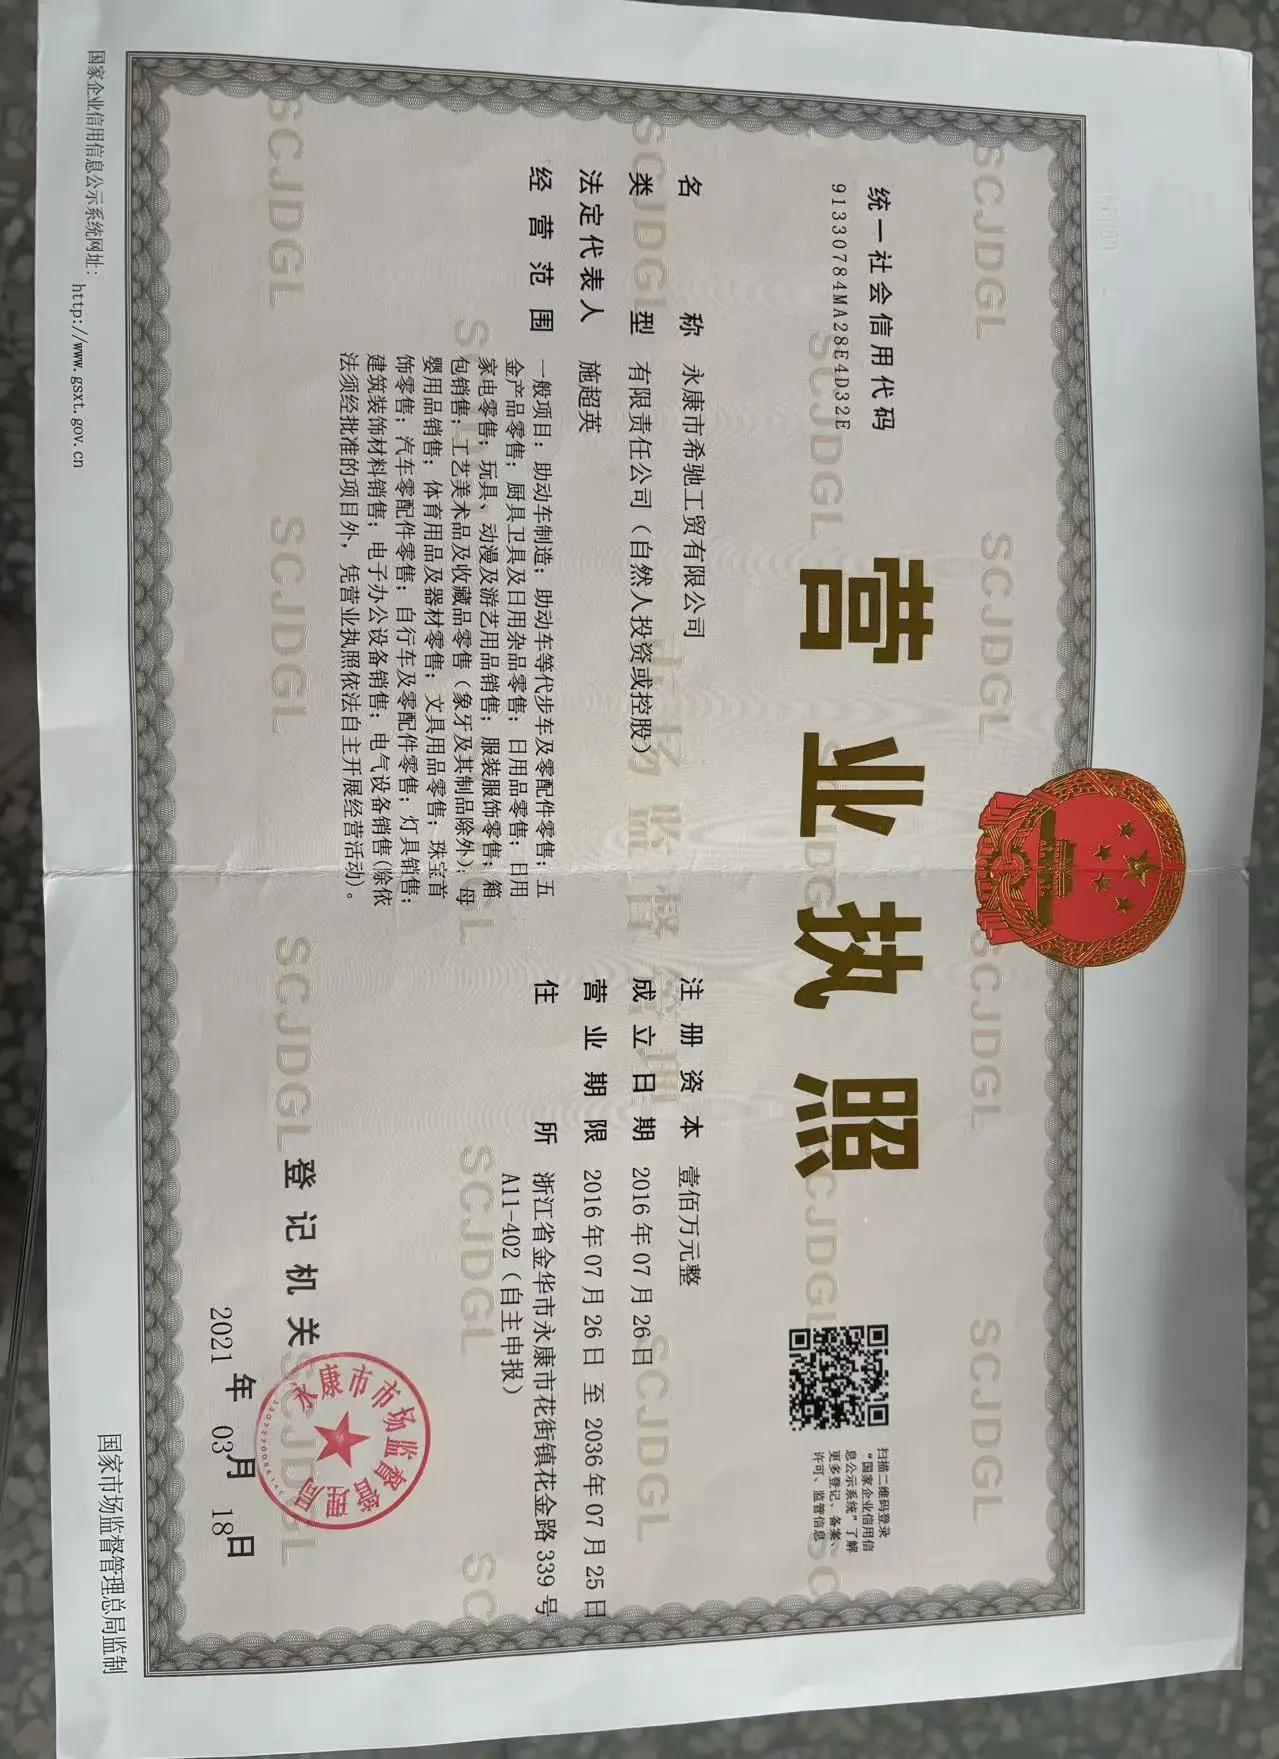 营业执照
统一社会信用代码
91330784MA28E4D32E
扫描二维码登录
“国家企业信用信
息公示系统”了解
更多登记、备案、
许可、监管信息
名称 永康市希驰工贸有限公司
类型 有限责任公司（自然人投资或控股）
法定代表人 施超英
经营范围 一般项目：助动车制造；助动车等代步车及零配件零售；五
金产品零售；厨具卫具及日用杂品零售；日用品零售；日用
家电零售；玩具、动漫及游艺用品销售；服装服饰零售；箱
包销售；工艺美术品及收藏品零售（象牙及其制品除外）；母
婴用品销售；体育用品及器材零售；文具用品零售；珠宝首
饰零售；汽车零配件零售；自行车及零配件零售；灯具销售；
建筑装饰材料销售；电子办公设备销售；电气设备销售(除依
法须经批准的项目外，凭营业执照依法自主开展经营活动)。
注册资本 壹佰万元整
成立日期 2016年07月26日
营业期限 2016年07月26日至2036年07月25日
住所 浙江省金华市永康市花街镇花金路339号
A11-402（自主申报）
登记机关
永康市市场监督管理局
2021年03月18日
国家企业信用信息公示系统网址：http://www.gsxt.gov.cn
国家市场监督管理总局监制
SCJDGL
市场监督管理